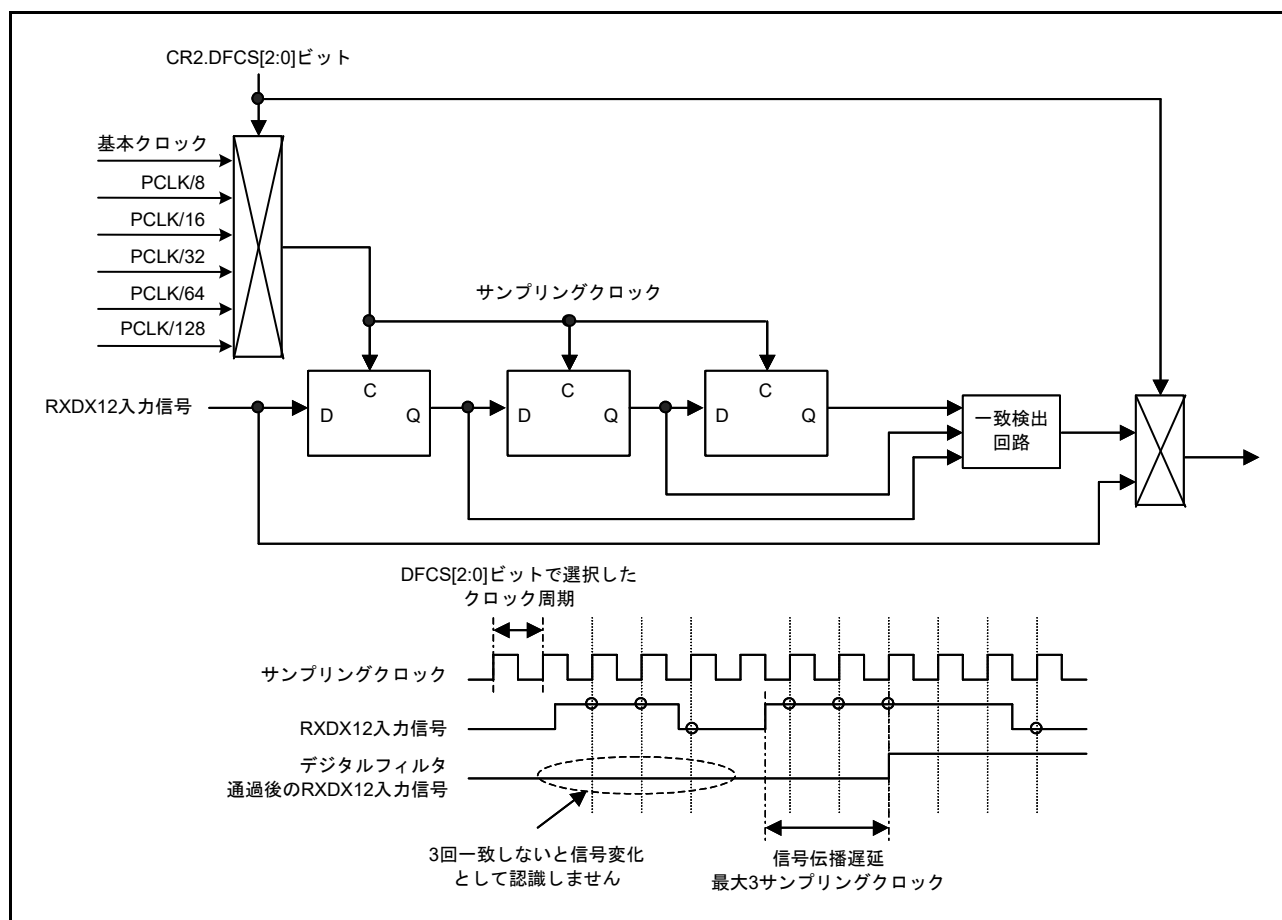 CR2.DFCS[2:0]ビット
基本クロック
PCLK/8
PCLK/16
PCLK/32
PCLK/64
PCLK/128
サンプリングクロック
RXDX12入力信号
C
D
Q
C
D
Q
C
D
Q
一致検出
回路
DFCS[2:0]ビットで選択した
クロック周期
サンプリングクロック
RXDX12入力信号
デジタルフィルタ
通過後のRXDX12入力信号
3回一致しないと信号変化
として認識しません
信号伝播遅延
最大3サンプリングクロック